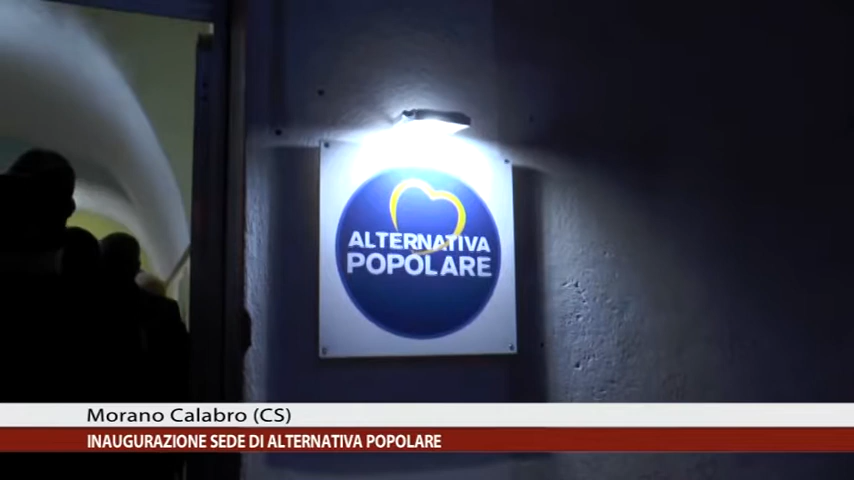 ALTERNATIVA
POPOLARE
Morano Calabro (CS)
INAUGURAZIONE SEDE DI ALTERNATIVA POPOLARE